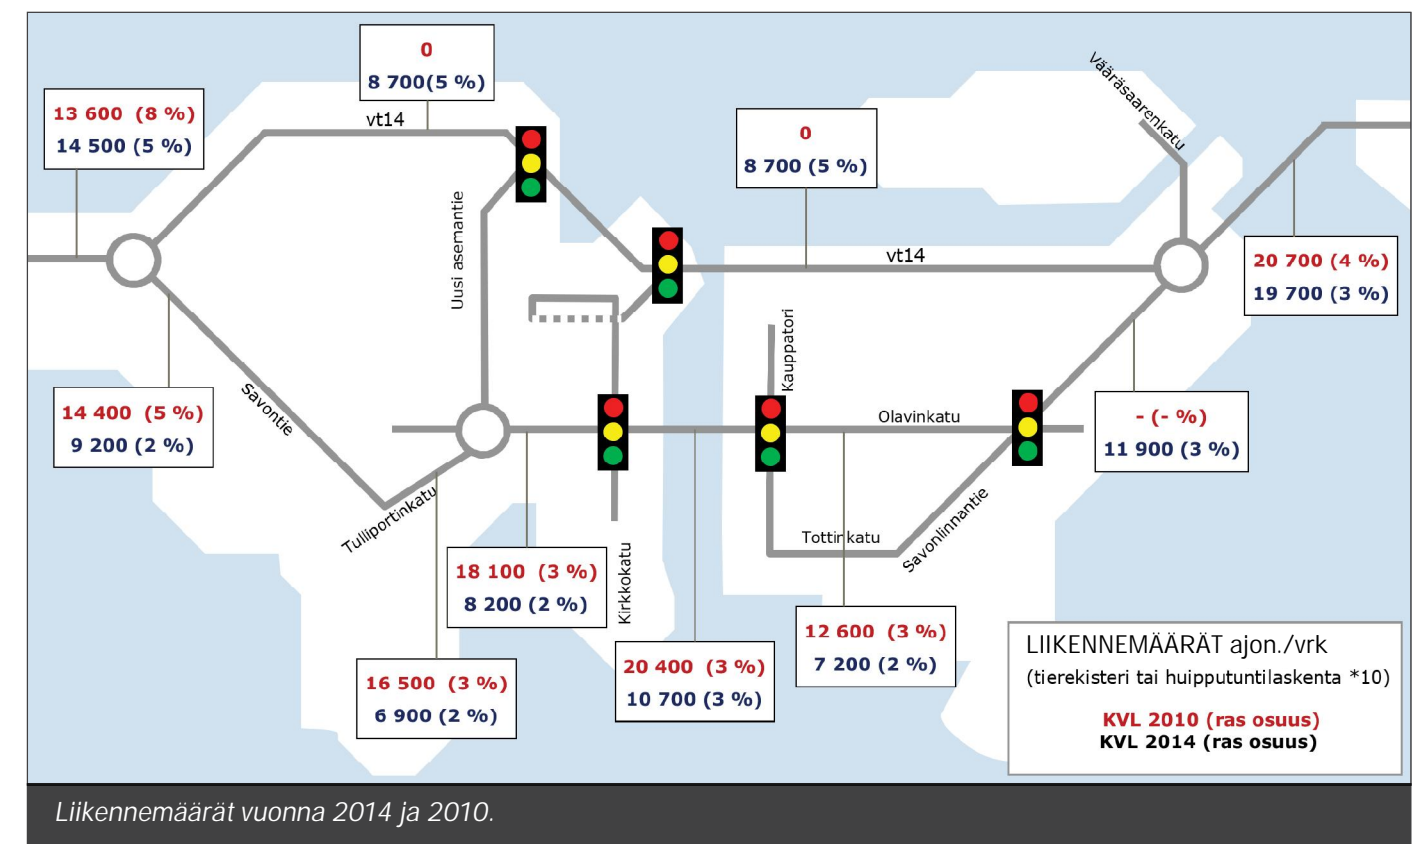 0
8 700(5 %)
13 600 (8 %)
14 500 (5 %)
vt14
Vääräsaarenkatu
0
8 700 (5 %)
Uusi asemantie
vt14
20 700 (4 %)
19 700 (3 %)
Kauppatori
14 400 (5 %)
9 200 (2 %)
Savontie
Olavinkatu
- (- %)
11 900 (3 %)
Tulliportinkatu
Tottinkatu
Savonlinnantie
18 100 (3 %)
8 200 (2 %)
Kirkkokatu
12 600 (3 %)
7 200 (2 %)
20 400 (3 %)
10 700 (3 %)
16 500 (3 %)
6 900 (2 %)
LIIKENNEMÄÄRÄT ajon./vrk
(tierekisteri tai huipputuntilaskenta *10)
KVL 2010 (ras osuus)
KVL 2014 (ras osuus)
Liikennemäärät vuonna 2014 ja 2010.